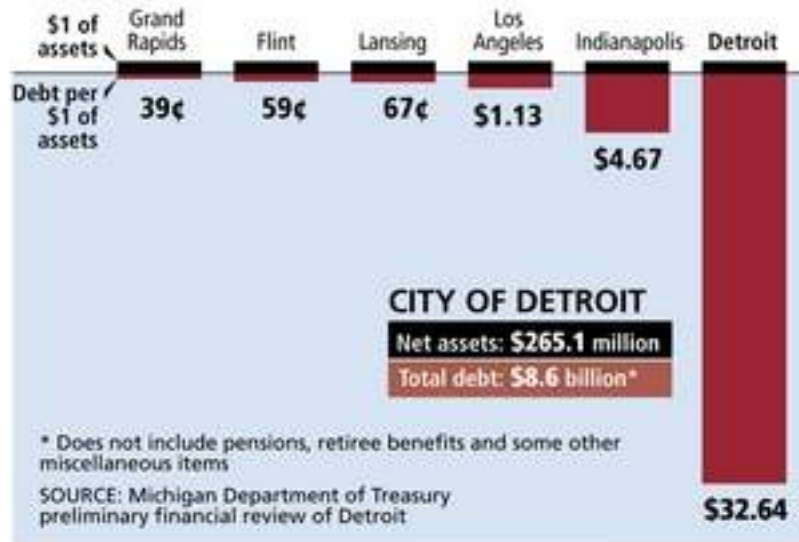 $1 of
assets
Grand
Rapids
Flint
Lansing
Los
Angeles
Indianapolis
Detroit
Debt per
$1 of
assets
39¢
59¢
67¢
$1.13
$4.67
$32.64
CITY OF DETROIT
Net assets: $265.1 million
Total debt: $8.6 billion*
* Does not include pensions, retiree benefits and some other
miscellaneous items
SOURCE: Michigan Department of Treasury
preliminary financial review of Detroit